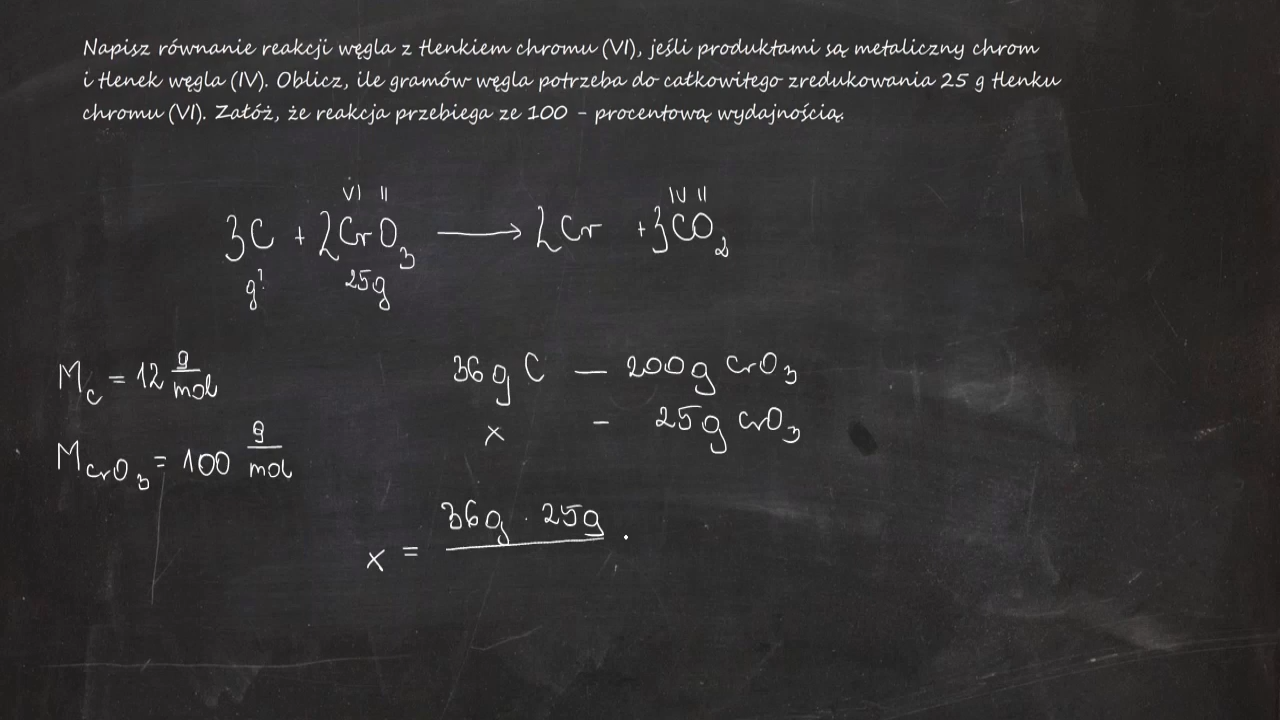 Napisz równanie reakcji węgla z tlenkiem chromu (VI), jeśli produktami są metaliczny chrom
i tlenek węgla (IV). Oblicz, ile gramów węgla potrzeba do całkowitego zredukowania 25 g tlenku
chromu (VI). Załóż, że reakcja przebiega ze 100 - procentową wydajnością.
VI II IV II
3C + 2CrO₃ ⟶ 2Cr + 3CO₂
g? 25g
M_C = 12 g/mol
36g C — 200g CrO₃
x - 25g CrO₃
M_CrO₃ = 100 g/mol
x = 36g · 25g